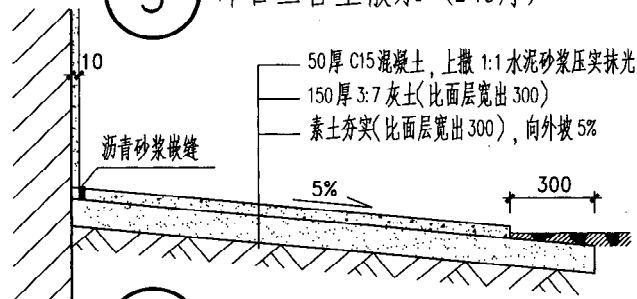 10
50厚 C15混凝土, 上撒 1:1 水泥砂浆压实抹光
150厚 3:7 灰土(比面层宽出300)
素土夯实(比面层宽出300), 向外坡 5%
沥青砂浆嵌缝
5%
300